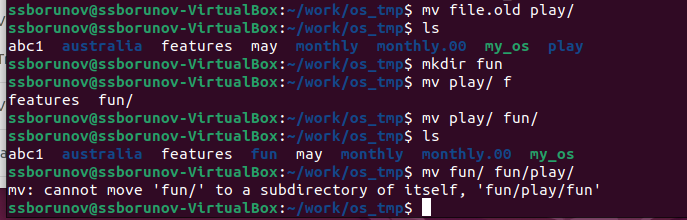 ssborunov@ssborunov-VirtualBox:~/work/os_tmp$ mv file.old play/
ssborunov@ssborunov-VirtualBox:~/work/os_tmp$ ls
abc1  australia  features  may  monthly  monthly.00  my_os  play
ssborunov@ssborunov-VirtualBox:~/work/os_tmp$ mkdir fun
ssborunov@ssborunov-VirtualBox:~/work/os_tmp$ mv play/ f
features  fun/
ssborunov@ssborunov-VirtualBox:~/work/os_tmp$ mv play/ fun/
ssborunov@ssborunov-VirtualBox:~/work/os_tmp$ ls
abc1  australia  features  fun  may  monthly  monthly.00  my_os
ssborunov@ssborunov-VirtualBox:~/work/os_tmp$ mv fun/ fun/play/
mv: cannot move 'fun/' to a subdirectory of itself, 'fun/play/fun'
ssborunov@ssborunov-VirtualBox:~/work/os_tmp$